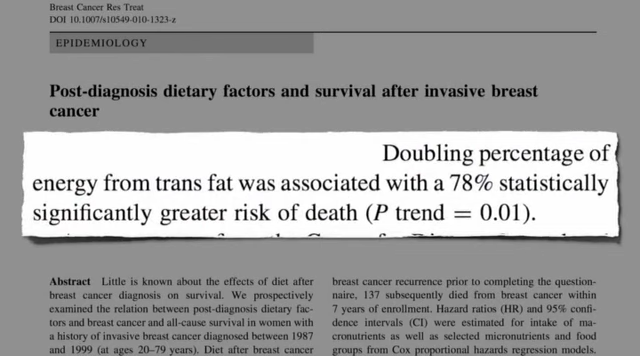 Breast Cancer Res Treat
DOI 10.1007/s10549-010-1323-z
EPIDEMIOLOGY
Post-diagnosis dietary factors and survival after invasive breast
cancer
Doubling percentage of
energy from trans fat was associated with a 78% statistically
significantly greater risk of death (P trend = 0.01).
Abstract Little is known about the effects of diet after
breast cancer diagnosis on survival. We prospectively
examined the relation between post-diagnosis dietary fac-
tors and breast cancer and all-cause survival in women with
a history of invasive breast cancer diagnosed between 1987
and 1999 (at ages 20–79 years). Diet after breast cancer
breast cancer recurrence prior to completing the question-
naire, 137 subsequently died from breast cancer within
7 years of enrollment. Hazard ratios (HR) and 95% confi-
dence intervals (CI) were estimated for intake of ma-
cronutrients as well as selected micronutrients and food
groups from Cox proportional hazards regression models.